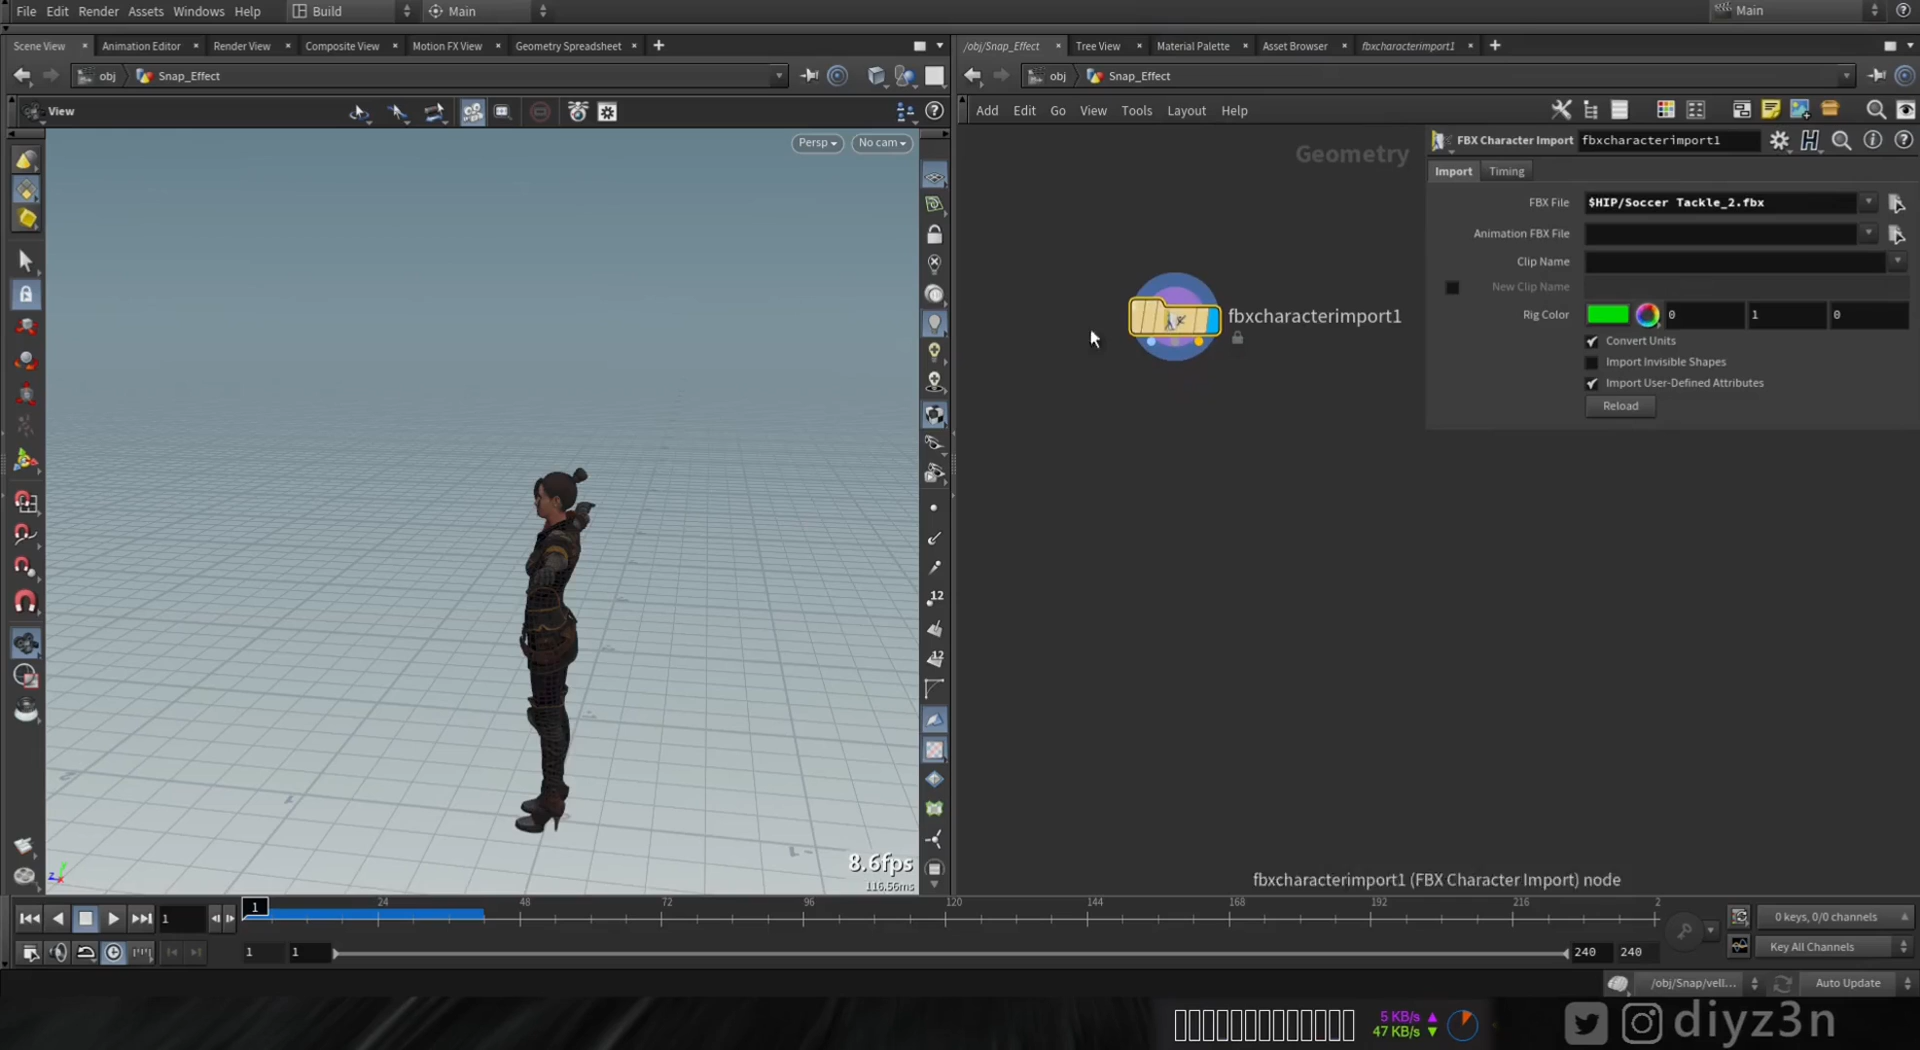 File Edit Render Assets Windows Help Build Main Main
Scene View Animation Editor Render View Composite View Motion FX View Geometry Spreadsheet
/obj/Snap_Effect Tree View Material Palette Asset Browser fbxcharacterimport1
obj Snap_Effect
obj Snap_Effect
View
Add Edit Go View Tools Layout Help
Persp No cam
Geometry
FBX Character Import fbxcharacterimport1
Import Timing
FBX File $HIP/Soccer Tackle_2.fbx
Animation FBX File
Clip Name
New Clip Name
Rig Color 0 1 0
Convert Units
Import Invisible Shapes
Import User-Defined Attributes
Reload
fbxcharacterimport1
12
12
8.6fps
116.56ms
z
fbxcharacterimport1 (FBX Character Import) node
1 1 24 48 72 96 120 144 168 192 216 2
0 keys, 0/0 channels
1 1 240 240
Key All Channels
/obj/Snap/vell... Auto Update
5 KB/s
47 KB/s
diyz3n